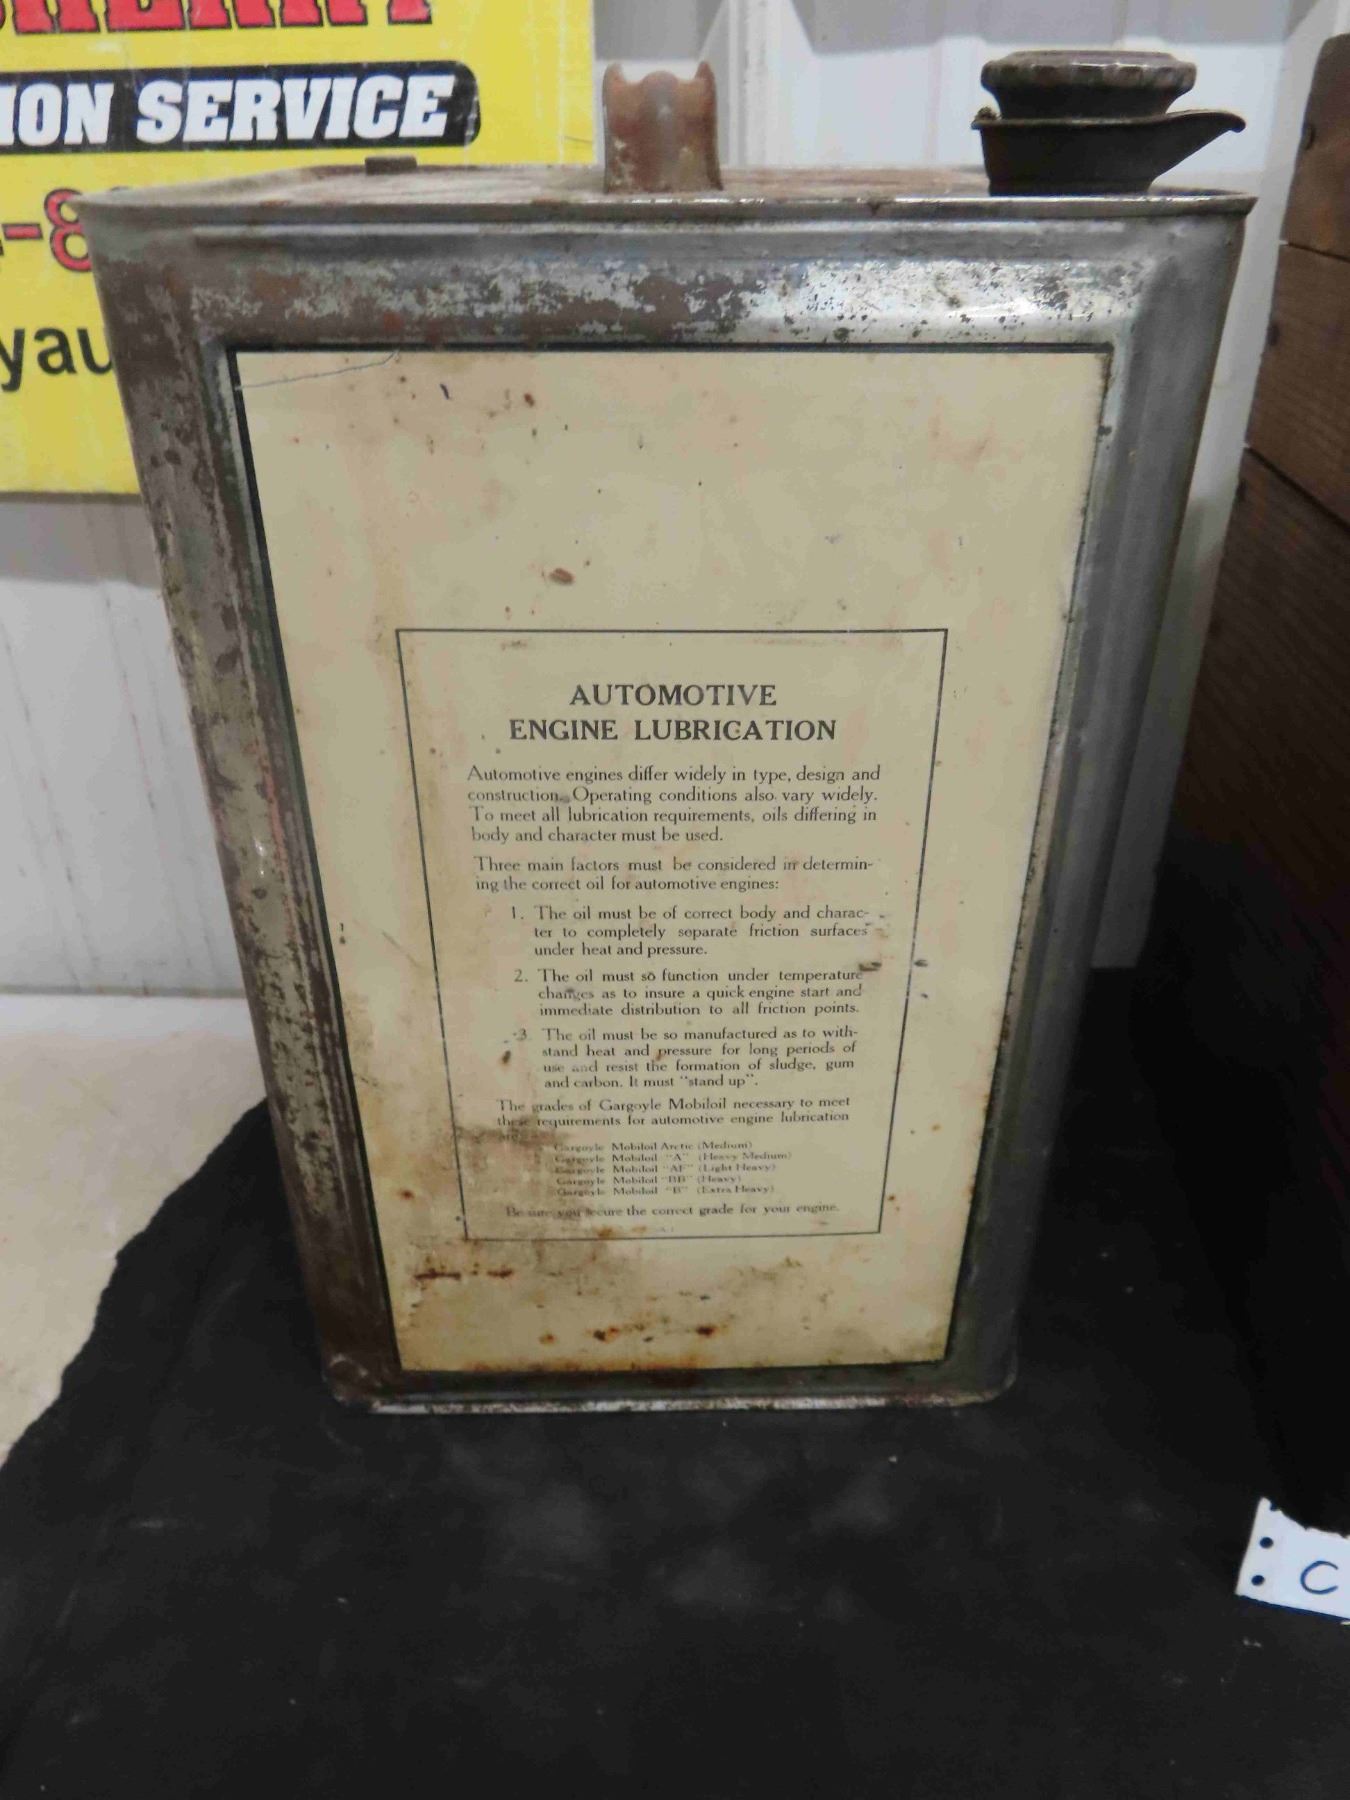 ION SERVICE
-8
yau
AUTOMOTIVE
ENGINE LUBRICATION
Automotive engines differ widely in type, design and
construction. Operating conditions also vary widely.
To meet all lubrication requirements, oils differing in
body and character must be used.
Three main factors must be considered in determin-
ing the correct oil for automotive engines:
1. The oil must be of correct body and charac-
ter to completely separate friction surfaces
under heat and pressure.
2. The oil must so function under temperature
changes as to insure a quick engine start and
immediate distribution to all friction points.
3. The oil must be so manufactured as to with-
stand heat and pressure for long periods of
use and resist the formation of sludge, gum
and carbon. It must "stand up".
The grades of Gargoyle Mobiloil necessary to meet
these requirements for automotive engine lubrication
Gargoyle Mobiloil Arctic (Medium)
Gargoyle Mobiloil "A" (Heavy Medium)
Gargoyle Mobiloil "AF" (Light Heavy)
Gargoyle Mobiloil "BB" (Heavy)
Gargoyle Mobiloil "B" (Extra Heavy)
Be sure you secure the correct grade for your engine.
C